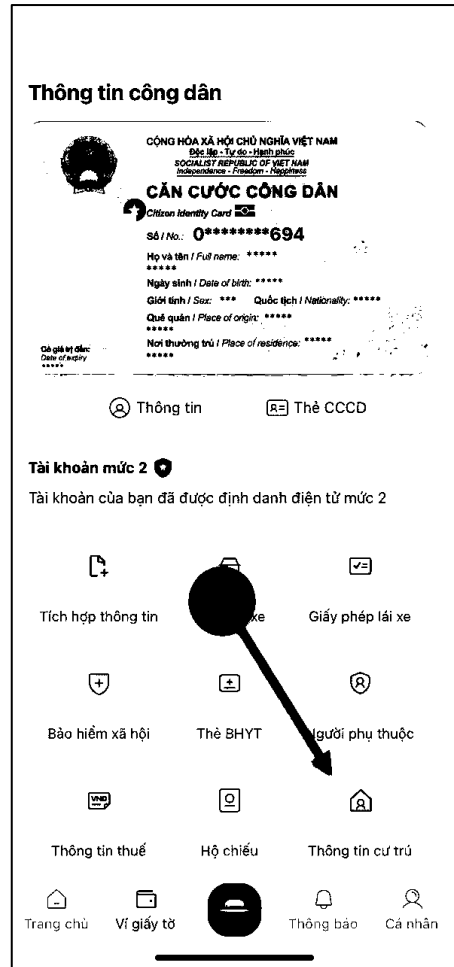 Thông tin công dân
CỘNG HÒA XÃ HỘI CHỦ NGHĨA VIỆT NAM
Độc lập - Tự do - Hạnh phúc
SOCIALIST REPUBLIC OF VIET NAM
Independence - Freedom - Happiness
CĂN CƯỚC CÔNG DÂN
Citizen Identity Card
Số / No.: 0********694
Họ và tên / Full name: *****
*****
Ngày sinh / Date of birth: *****
Giới tính / Sex: *** Quốc tịch / Nationality: *****
Quê quán / Place of origin: *****
*****
Nơi thường trú / Place of residence: *****
*****
Có giá trị đến:
Date of expiry
*****
Thông tin Thẻ CCCD
Tài khoản mức 2
Tài khoản của bạn đã được định danh điện tử mức 2
Tích hợp thông tin xe Giấy phép lái xe
Bảo hiểm xã hội Thẻ BHYT Người phụ thuộc
VND
Thông tin thuế Hộ chiếu Thông tin cư trú
Trang chủ Ví giấy tờ Thông báo Cá nhân